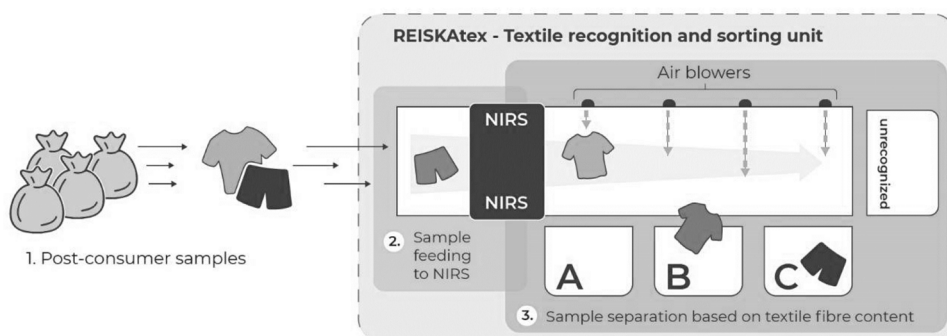 REISKAtex - Textile recognition and sorting unit
Air blowers
NIRS
NIRS
unrecognized
1. Post-consumer samples
2. Sample
feeding
to NIRS
A
B
C
3. Sample separation based on textile fibre content